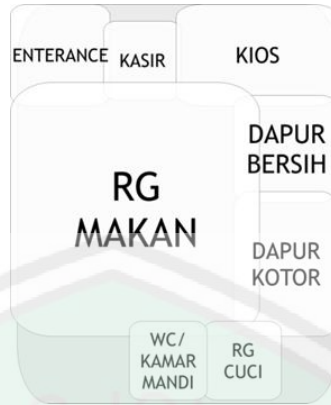 ENTERANCE
KASIR
KIOS
DAPUR
BERSIH
RG
MAKAN
DAPUR
KOTOR
WC/
KAMAR
MANDI
RG
CUCI